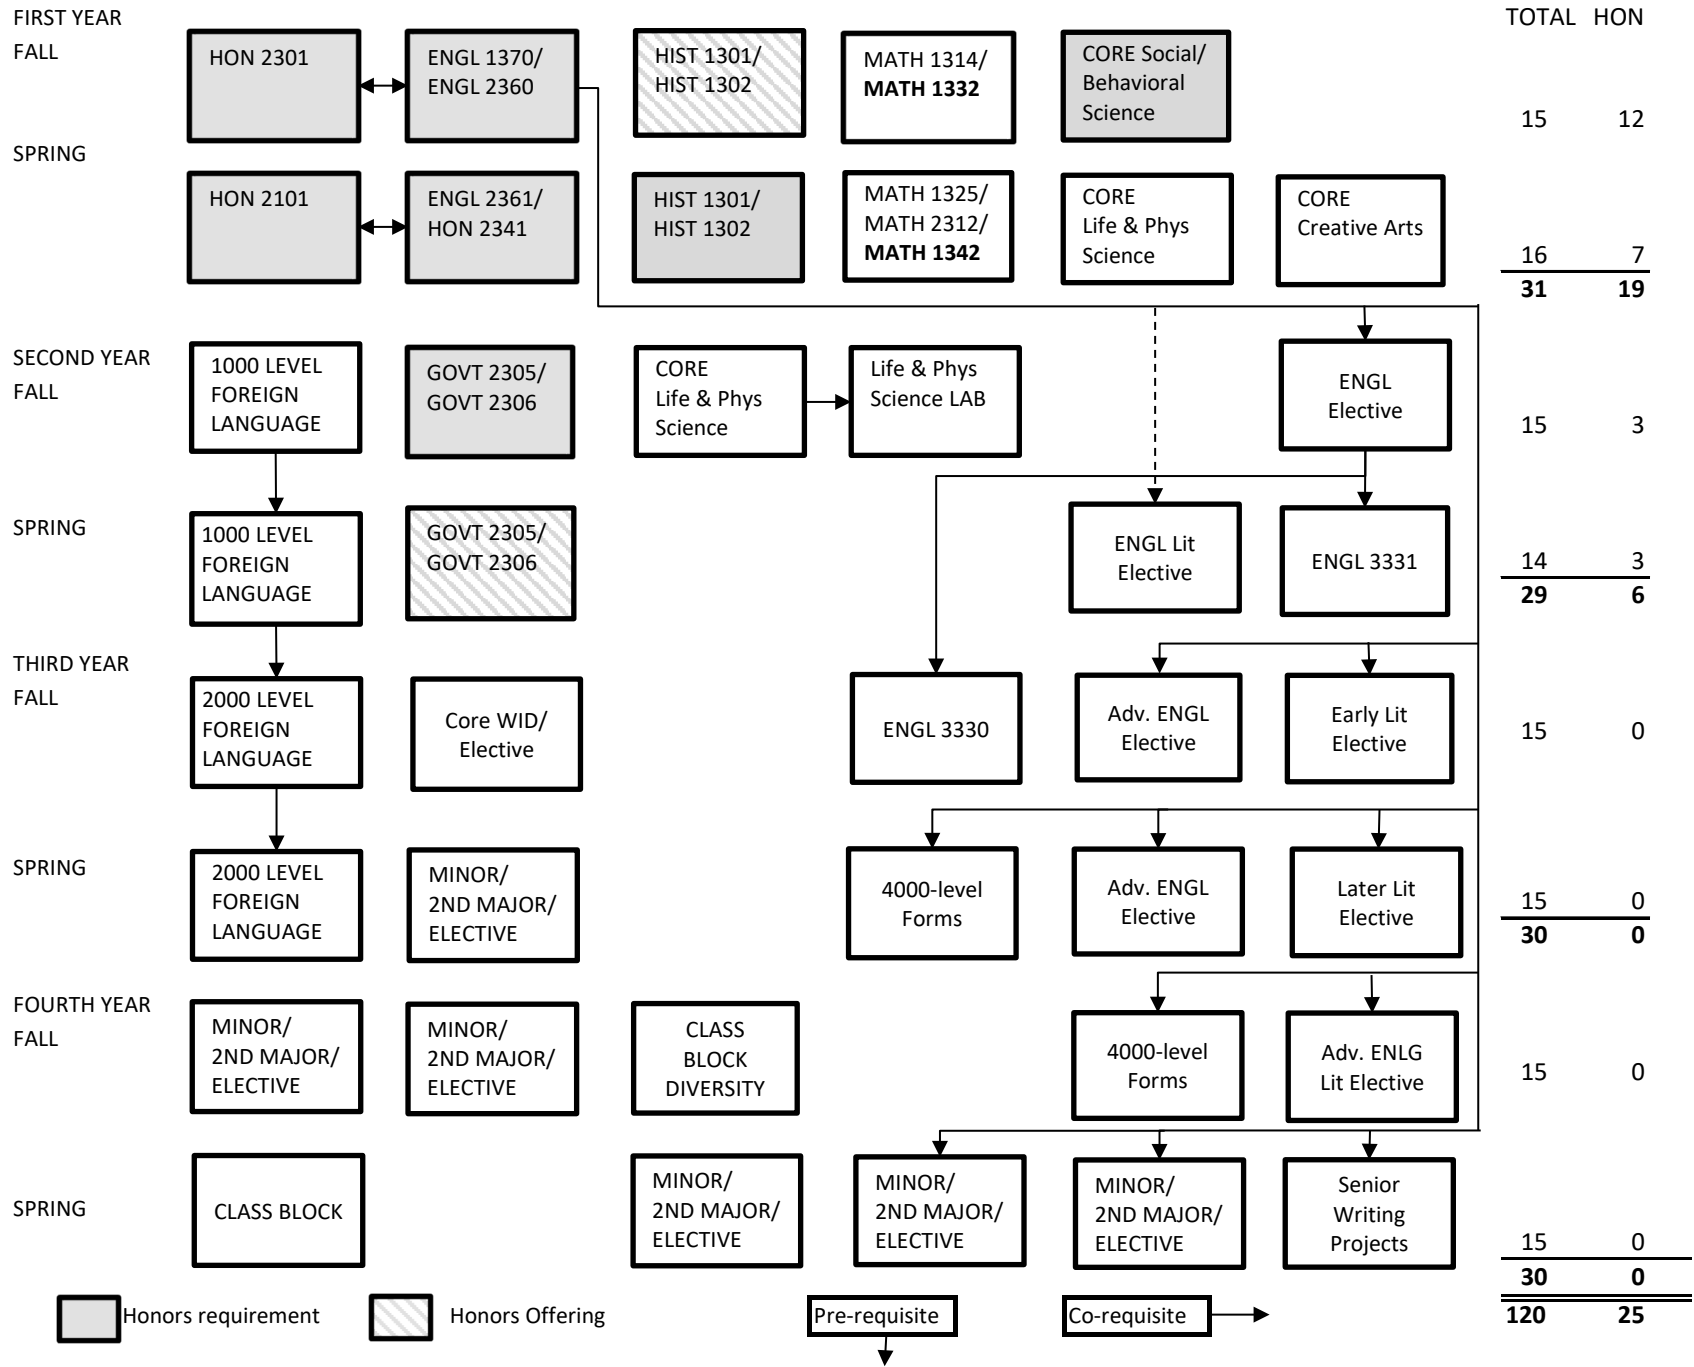 FIRST YEAR
FALL
TOTAL HON
HON 2301
ENGL 1370/
ENGL 2360
HIST 1301/
HIST 1302
MATH 1314/
MATH 1332
CORE Social/
Behavioral
Science
15 12
SPRING
HON 2101
ENGL 2361/
HON 2341
HIST 1301/
HIST 1302
MATH 1325/
MATH 2312/
MATH 1342
CORE
Life & Phys
Science
CORE
Creative Arts
16 7
31 19
SECOND YEAR
FALL
1000 LEVEL
FOREIGN
LANGUAGE
GOVT 2305/
GOVT 2306
CORE
Life & Phys
Science
Life & Phys
Science LAB
ENGL
Elective
15 3
SPRING
1000 LEVEL
FOREIGN
LANGUAGE
GOVT 2305/
GOVT 2306
ENGL Lit
Elective
ENGL 3331
14 3
29 6
THIRD YEAR
FALL
2000 LEVEL
FOREIGN
LANGUAGE
Core WID/
Elective
ENGL 3330
Adv. ENGL
Elective
Early Lit
Elective
15 0
SPRING
2000 LEVEL
FOREIGN
LANGUAGE
MINOR/
2ND MAJOR/
ELECTIVE
4000-level
Forms
Adv. ENGL
Elective
Later Lit
Elective
15 0
30 0
FOURTH YEAR
FALL
MINOR/
2ND MAJOR/
ELECTIVE
MINOR/
2ND MAJOR/
ELECTIVE
CLASS
BLOCK
DIVERSITY
4000-level
Forms
Adv. ENLG
Lit Elective
15 0
SPRING
CLASS BLOCK
MINOR/
2ND MAJOR/
ELECTIVE
MINOR/
2ND MAJOR/
ELECTIVE
MINOR/
2ND MAJOR/
ELECTIVE
Senior
Writing
Projects
15 0
30 0
120 25
Honors requirement
Honors Offering
Pre-requisite
Co-requisite